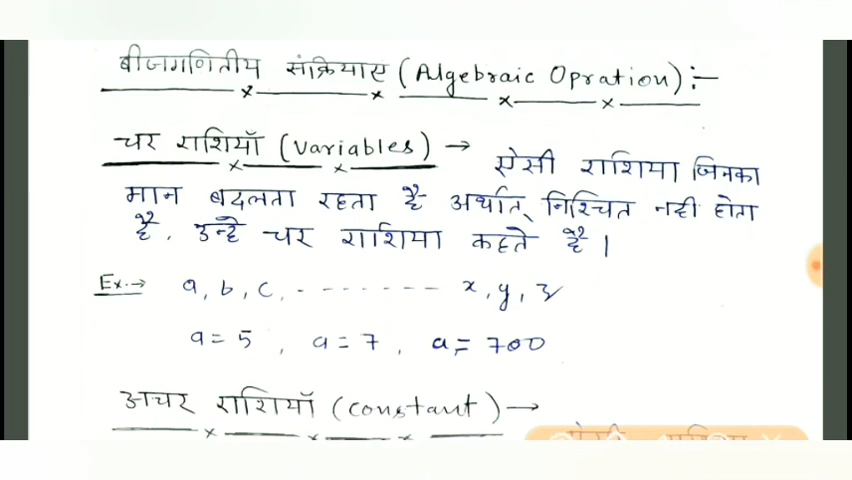 बीजगणितीय संक्रियाए (Algebraic Opration) :-
चर राशियाँ (Variables) → ऐसी राशिया जिनका
मान बदलता रहता है अर्थात् निश्चित नही होता
है, उन्हे चर राशिया कहते है।
Ex.→ a, b, c, - - - - - - - x, y, z
a = 5 , a = 7 , a = 700
अचर राशियाँ (constant) →